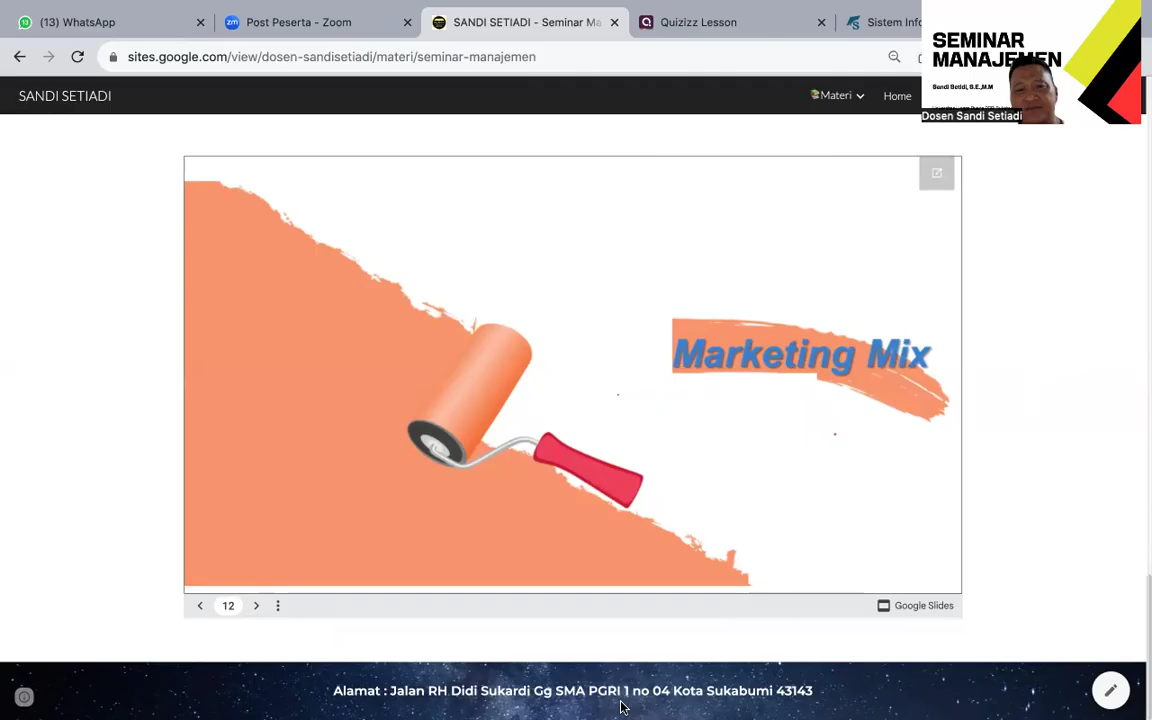 (13) WhatsApp
Post Peserta - Zoom
SANDI SETIADI - Seminar Ma
Quizizz Lesson
Sistem Info
sites.google.com/view/dosen-sandisetiadi/materi/seminar-manajemen
SEMINAR
MANAJEMEN
Sandi Setidi, S.E.,M.M
Dosen Sandi Setiadi
SANDI SETIADI
Materi
Home
Marketing Mix
12
Google Slides
Alamat : Jalan RH Didi Sukardi Gg SMA PGRI 1 no 04 Kota Sukabumi 43143